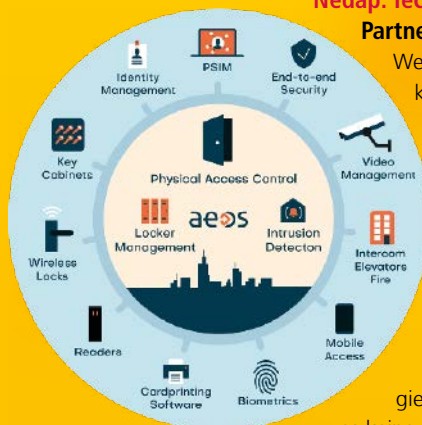 Nedap: Tec
Partne
We
k
PSIM
Identity
Management
End-to-end
Security
Key
Cabinets
Video
Management
Physical Access Control
Locker
Management
aeos
Intrusion
Detecton
Wireless
Locks
Intercom
Elevators
Fire
Readers
Mobile
Access
Cardprinting
Software
Biometrics
gie